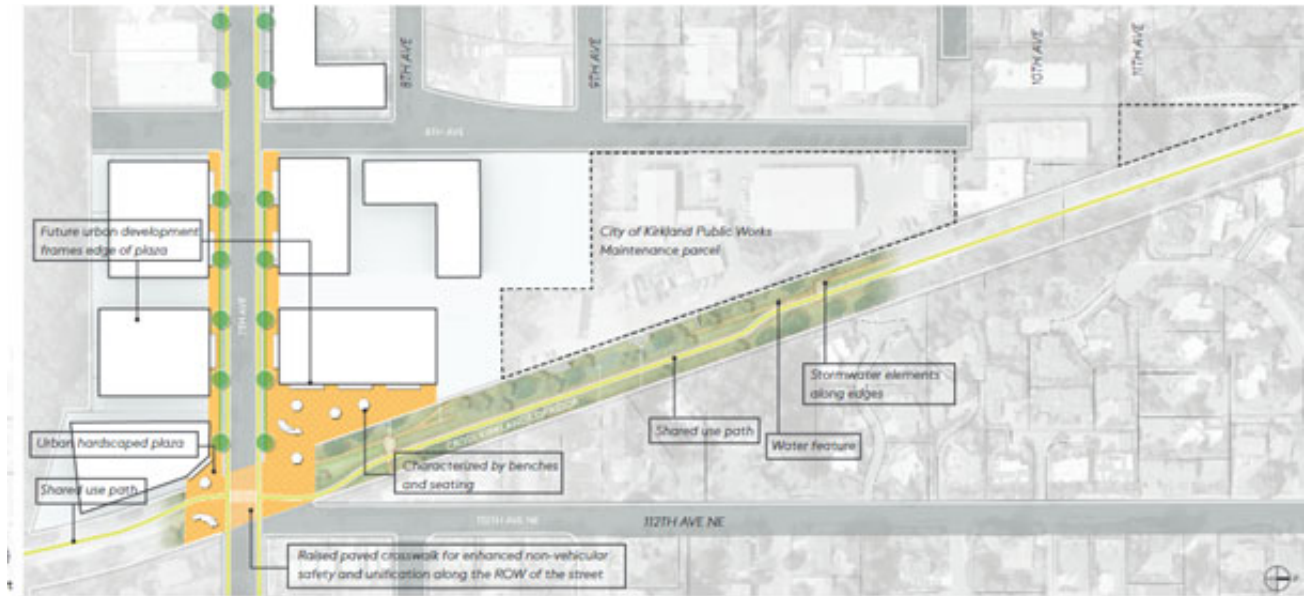 8TH AVE
9TH AVE
10TH AVE
11TH AVE
8TH AVE
Future urban development
frames edge of plaza
City of Kirkland Public Works
Maintenance parcel
7TH AVE
Stormwater elements
along edges
Shared use path
Water feature
Urban hardscaped plaza
Characterized by benches
and seating
Shared use path
112TH AVE NE
112TH AVE NE
Raised paved crosswalk for enhanced non-vehicular
safety and unification along the ROW of the street